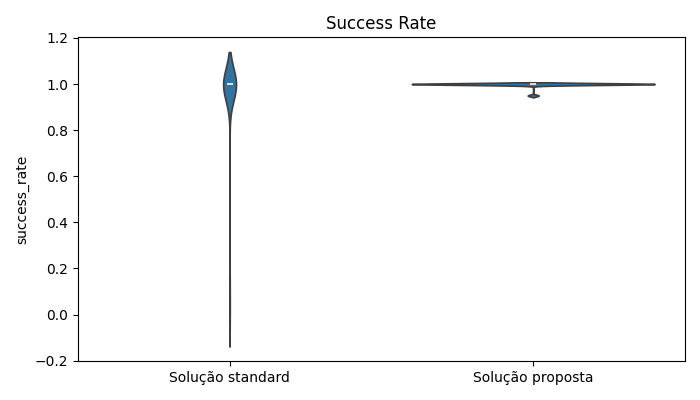 Success Rate
success_rate
1.2
1.0
0.8
0.6
0.4
0.2
0.0
−0.2
Solução standard
Solução proposta